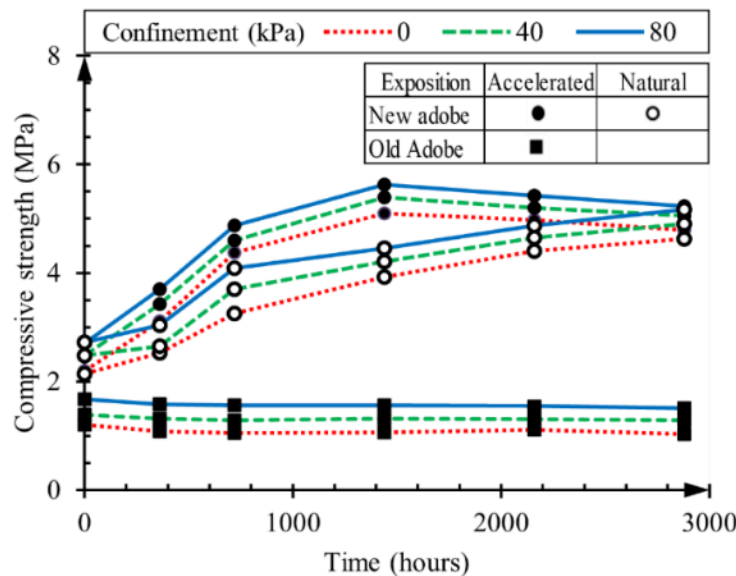 Confinement (kPa) 0 40 80
Exposition Accelerated Natural
New adobe
Old Adobe
8
6
4
2
0
Compressive strength (MPa)
0 1000 2000 3000
Time (hours)